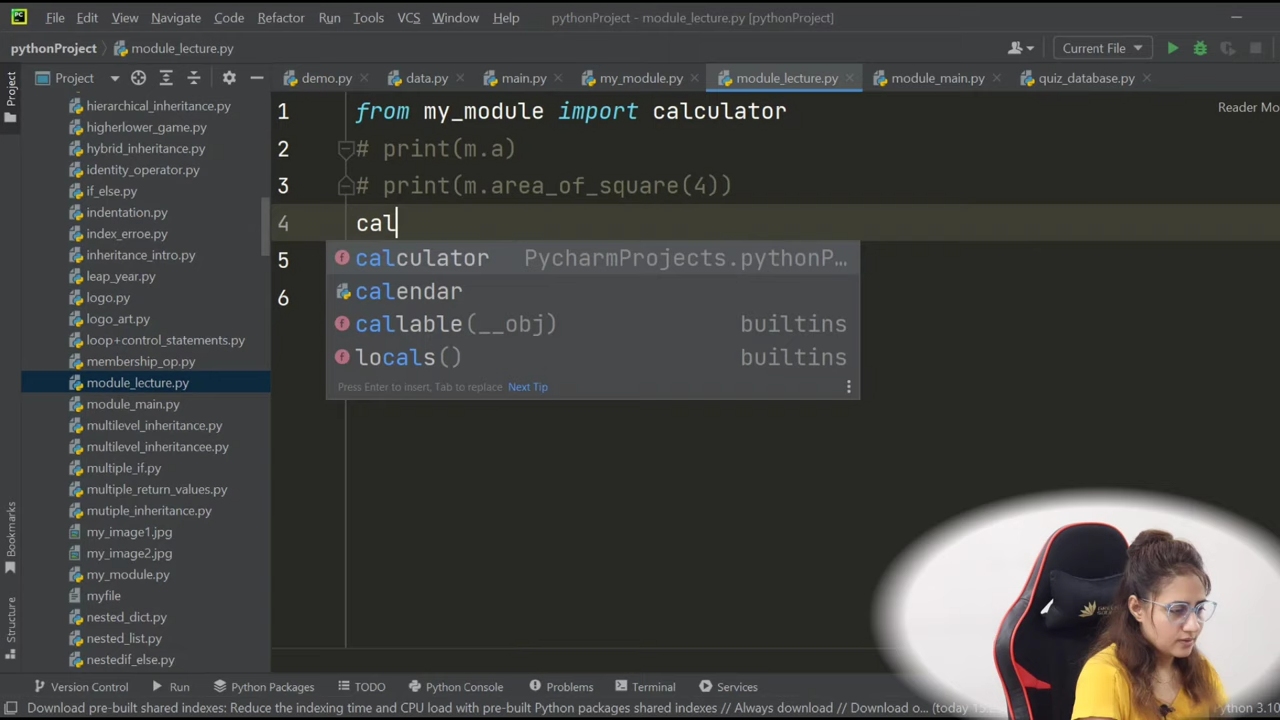 PC File Edit View Navigate Code Refactor Run Tools VCS Window Help pythonProject - module_lecture.py [pythonProject]
pythonProject module_lecture.py Current File
Project Project
demo.py data.py main.py my_module.py module_lecture.py module_main.py quiz_database.py
Reader Mo
hierarchical_inheritance.py
higherlower_game.py
hybrid_inheritance.py
identity_operator.py
if_else.py
indentation.py
index_erroe.py
inheritance_intro.py
leap_year.py
logo.py
logo_art.py
loop+control_statements.py
membership_op.py
module_lecture.py
module_main.py
multilevel_inheritance.py
multilevel_inheritancee.py
multiple_if.py
multiple_return_values.py
mutiple_inheritance.py
my_image1.jpg
my_image2.jpg
my_module.py
myfile
nested_dict.py
nested_list.py
nestedif_else.py
1 from my_module import calculator
2 # print(m.a)
3 # print(m.area_of_square(4))
4 cal
5
6
calculator PycharmProjects.pythonP...
calendar
callable(__obj) builtins
locals() builtins
Press Enter to insert, Tab to replace Next Tip
Bookmarks
Structure
Version Control Run Python Packages TODO Python Console Problems Terminal Services
Download pre-built shared indexes: Reduce the indexing time and CPU load with pre-built Python packages shared indexes // Always download // Download o... (today 15 Python 3.10